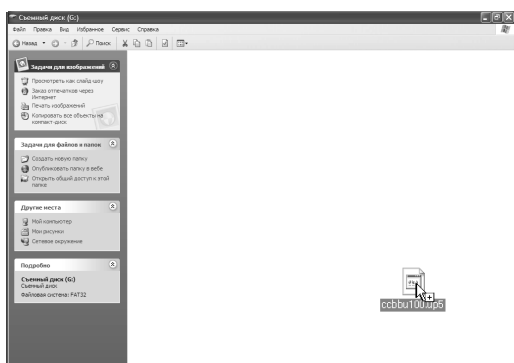 Съемный диск (G:)
Файл Правка Вид Избранное Сервис Справка
Назад Поиск
Задачи для изображений
Просмотреть как слайд-шоу
Заказ отпечатков через
Интернет
Печать изображений
Копировать все объекты на
компакт-диск
Задачи для файлов и папок
Создать новую папку
Опубликовать папку в вебе
Открыть общий доступ к этой
папке
Другие места
Мой компьютер
Мои рисунки
Сетевое окружение
Подробно
Съемный диск (G:)
Съемный диск
Файловая система: FAT32
ccbbu100.up5